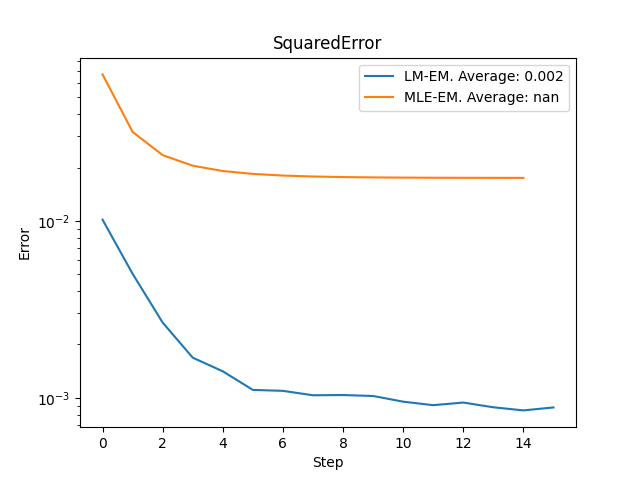 SquaredError
LM-EM. Average: 0.002
MLE-EM. Average: nan
Error
10⁻²
10⁻³
0 2 4 6 8 10 12 14
Step